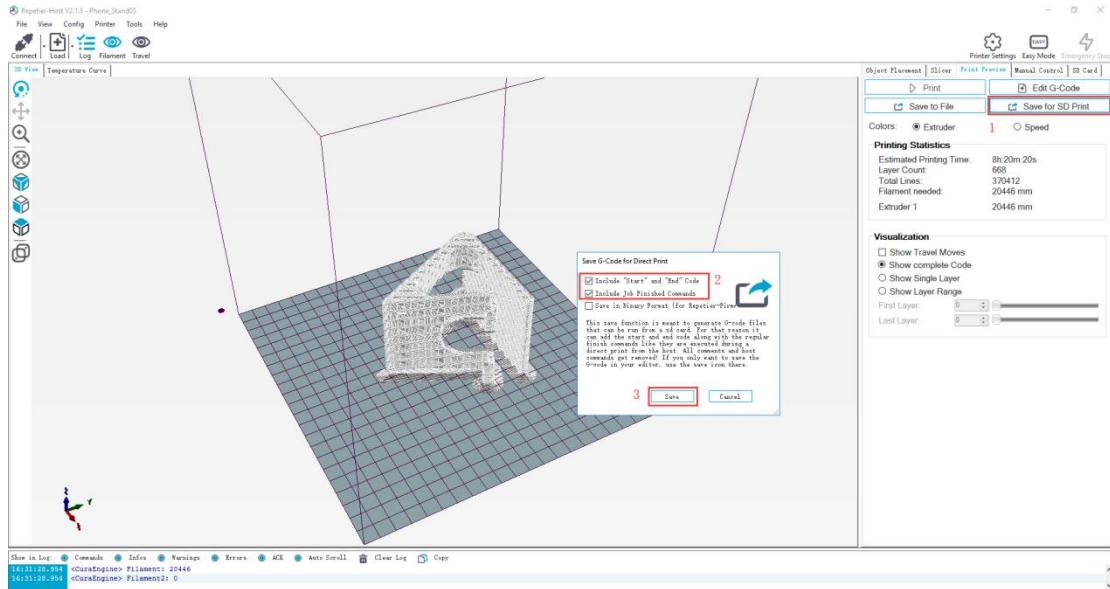 Repetier-Host V2.1.3 - Phone_Stand05
File View Config Printer Tools Help
Connect Load Log Filament Travel
Printer Settings Easy Mode Emergency Stop
EASY
3D View Temperature Curve
Object Placement Slicer Print Preview Manual Control SD Card
Print Edit G-Code
Save to File Save for SD Print
Colors: Extruder 1 Speed
Printing Statistics
Estimated Printing Time: 8h:20m:20s
Layer Count: 668
Total Lines: 370412
Filament needed: 20446 mm
Extruder 1 20446 mm
Visualization
Show Travel Moves
Show complete Code
Show Single Layer
Show Layer Range
First Layer: 0
Last Layer: 0
Save G-Code for Direct Print
Include "Start" and "End" Code 2
Include Job Finished Commands
Save in Binary Format (for Repetier-Firm
This save function is meant to generate G-code files
that can be run from a sd card. For that reason it
can add the start and end code along with the regular
finish commands like they are executed during a
direct print from the host. All comments and host
commands get removed! If you only want to save the
G-code in your editor, use the save icon there.
3 Save Cancel
Show in Log: Commands Infos Warnings Errors ACK Auto Scroll Clear Log Copy
16:31:28.954 <CuraEngine> Filament: 20446
16:31:28.954 <CuraEngine> Filament2: 0